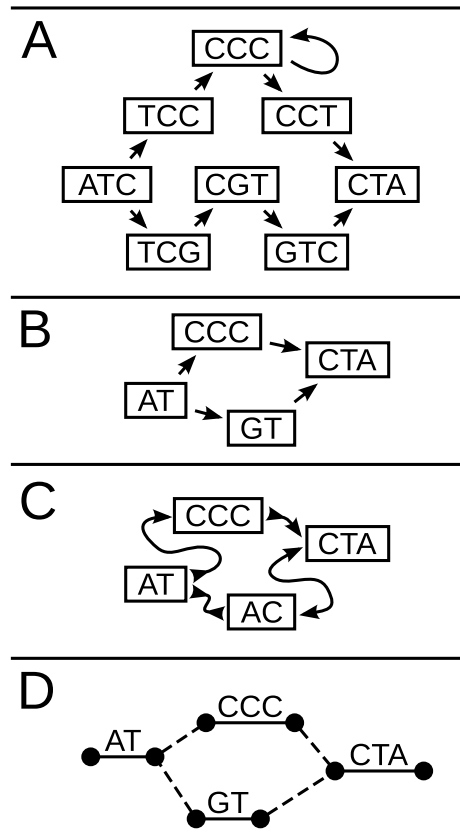 A
CCC
TCC CCT
ATC CGT CTA
TCG GTC
B
CCC
CTA
AT
GT
C
CCC
CTA
AT
AC
D
CCC
AT
CTA
GT